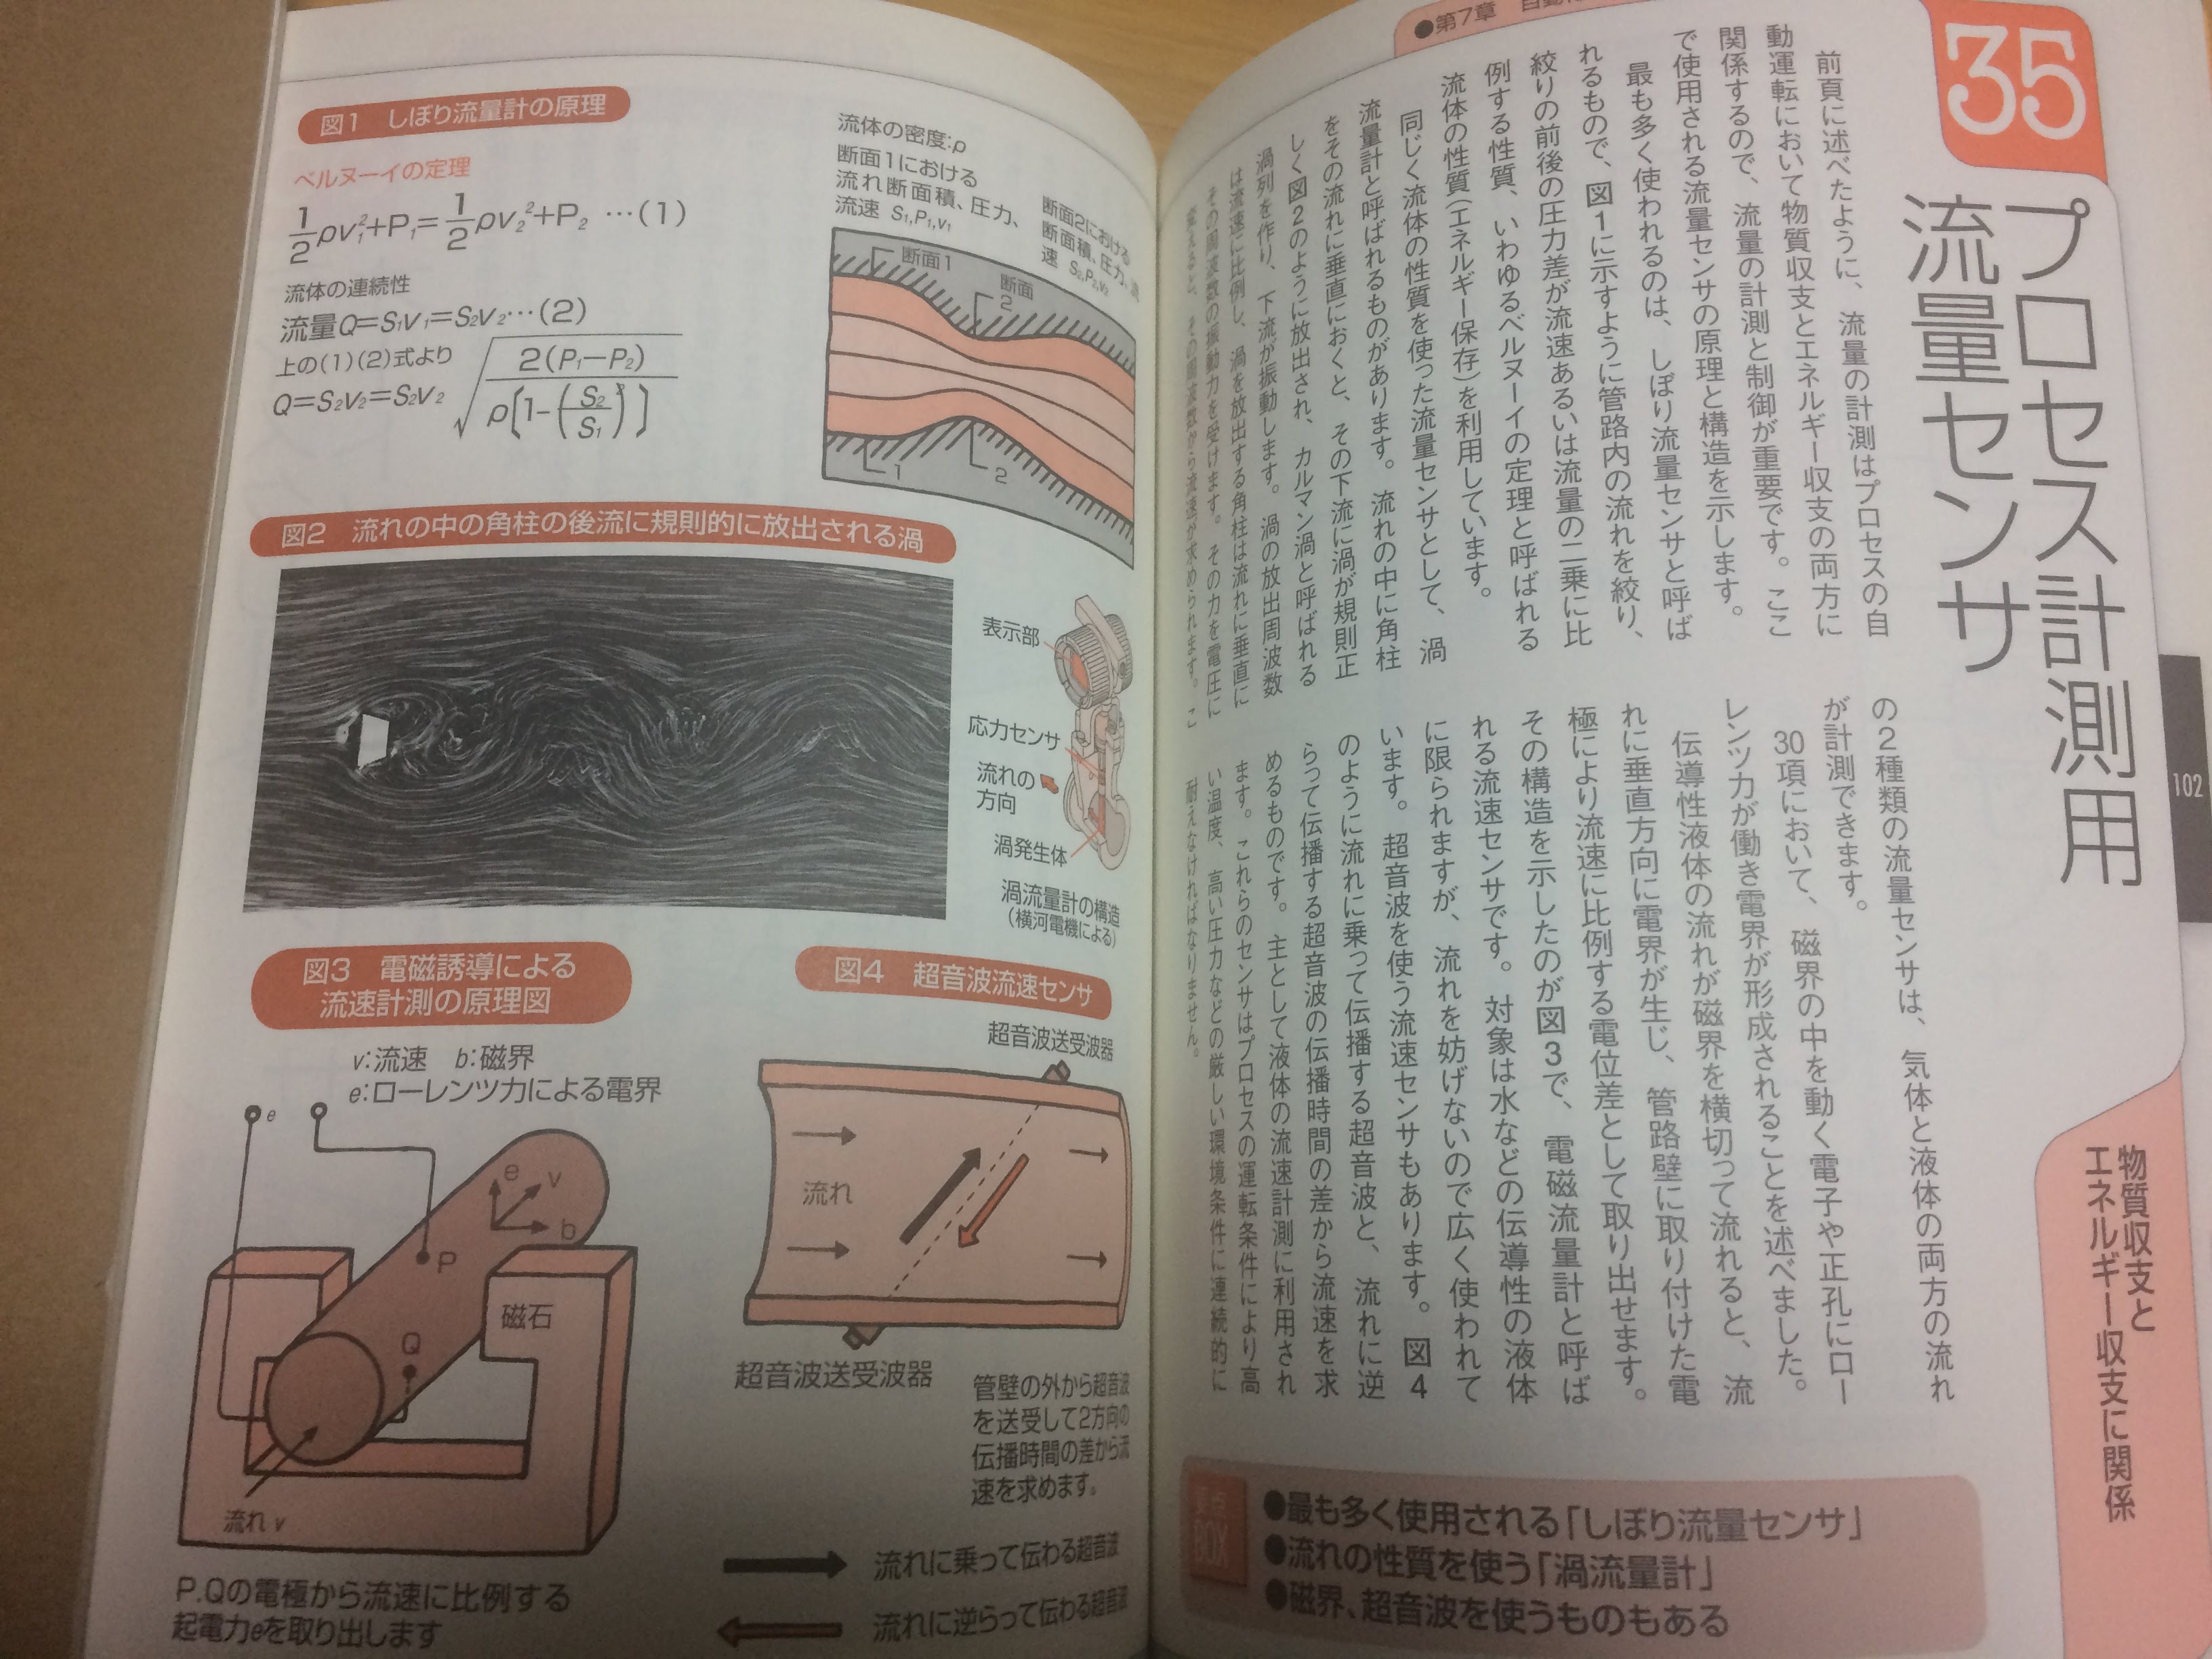 ●第7章
35
プロセス計測用
流量センサ
物質収支と
エネルギー収支に関係
102
前頁に述べたように、流量の計測はプロセスの自
動運転において物質収支とエネルギー収支の両方に
関係するので、流量の計測と制御が重要です。ここ
で使用される流量センサの原理と構造を示します。
最も多く使われるのは、しぼり流量センサと呼ば
れるもので、図1に示すように管路内の流れを絞り、
絞りの前後の圧力差が流速あるいは流量の二乗に比
例する性質、いわゆるベルヌーイの定理と呼ばれる
流体の性質(エネルギー保存)を利用しています。
同じく流体の性質を使った流量センサとして、渦
流量計と呼ばれるものがあります。流れの中に角柱
をその流れに垂直におくと、その下流に渦が規則正
しく図2のように放出され、カルマン渦と呼ばれる
渦列を作り、下流が振動します。渦の放出周波数
は流速に比例し、渦を放出する角柱は流れに垂直に
その周波数の振動力を受けます。その力を電圧に
変えると、その周波数から流速が求められます。こ
の2種類の流量センサは、気体と液体の両方の流れ
が計測できます。
30項において、磁界の中を動く電子や正孔にロー
レンツ力が働き電界が形成されることを述べました。
伝導性液体の流れが磁界を横切って流れると、流
れに垂直方向に電界が生じ、管路壁に取り付けた電
極により流速に比例する電位差として取り出せます。
その構造を示したのが図3で、電磁流量計と呼ば
れる流速センサです。対象は水などの伝導性の液体
に限られますが、流れを妨げないので広く使われて
います。超音波を使う流速センサもあります。図4
のように流れに乗って伝播する超音波と、流れに逆
らって伝播する超音波の伝播時間の差から流速を求
めるものです。主として液体の流速計測に利用され
ます。これらのセンサはプロセスの運転条件により高
い温度、高い圧力などの厳しい環境条件に連続的に
耐えなければなりません。
要点
BOX
●最も多く使用される「しぼり流量センサ」
●流れの性質を使う「渦流量計」
●磁界、超音波を使うものもある
図1　しぼり流量計の原理
ベルヌーイの定理
1/2 ρv₁²+P₁=1/2 ρv₂²+P₂ …(1)
流体の連続性
流量Q=S₁v₁=S₂v₂…(2)
上の(1)(2)式より
Q=S₂v₂=S₂v₂ √(2(P₁−P₂)/ρ[1−(S₂/S₁)²])
流体の密度:ρ
断面1における
流れ断面積、圧力、
流速 S₁,P₁,v₁
断面2における
断面積、圧力、流
速 S₂,P₂,v₂
断面1
断面
2
1
2
図2　流れの中の角柱の後流に規則的に放出される渦
表示部
応力センサ
流れの
方向
渦発生体
渦流量計の構造
(横河電機による)
図3　電磁誘導による
流速計測の原理図
v:流速　b:磁界
e:ローレンツ力による電界
e
e
v
b
P
Q
磁石
流れ v
P.Qの電極から流速に比例する
起電力eを取り出します
図4　超音波流速センサ
超音波送受波器
流れ
超音波送受波器
管壁の外から超音波
を送受して2方向の
伝播時間の差から流
速を求めます。
流れに乗って伝わる超音波
流れに逆らって伝わる超音波